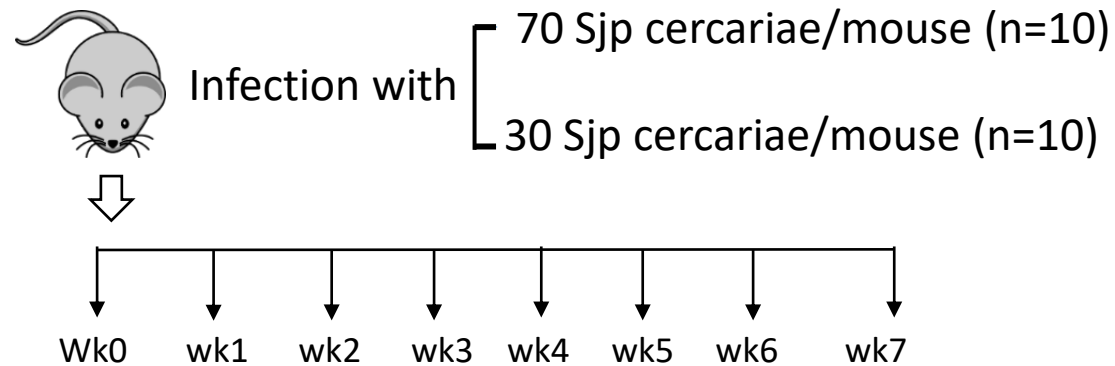 70 Sjp cercariae/mouse (n=10)
Infection with
30 Sjp cercariae/mouse (n=10)
Wk0 wk1 wk2 wk3 wk4 wk5 wk6 wk7